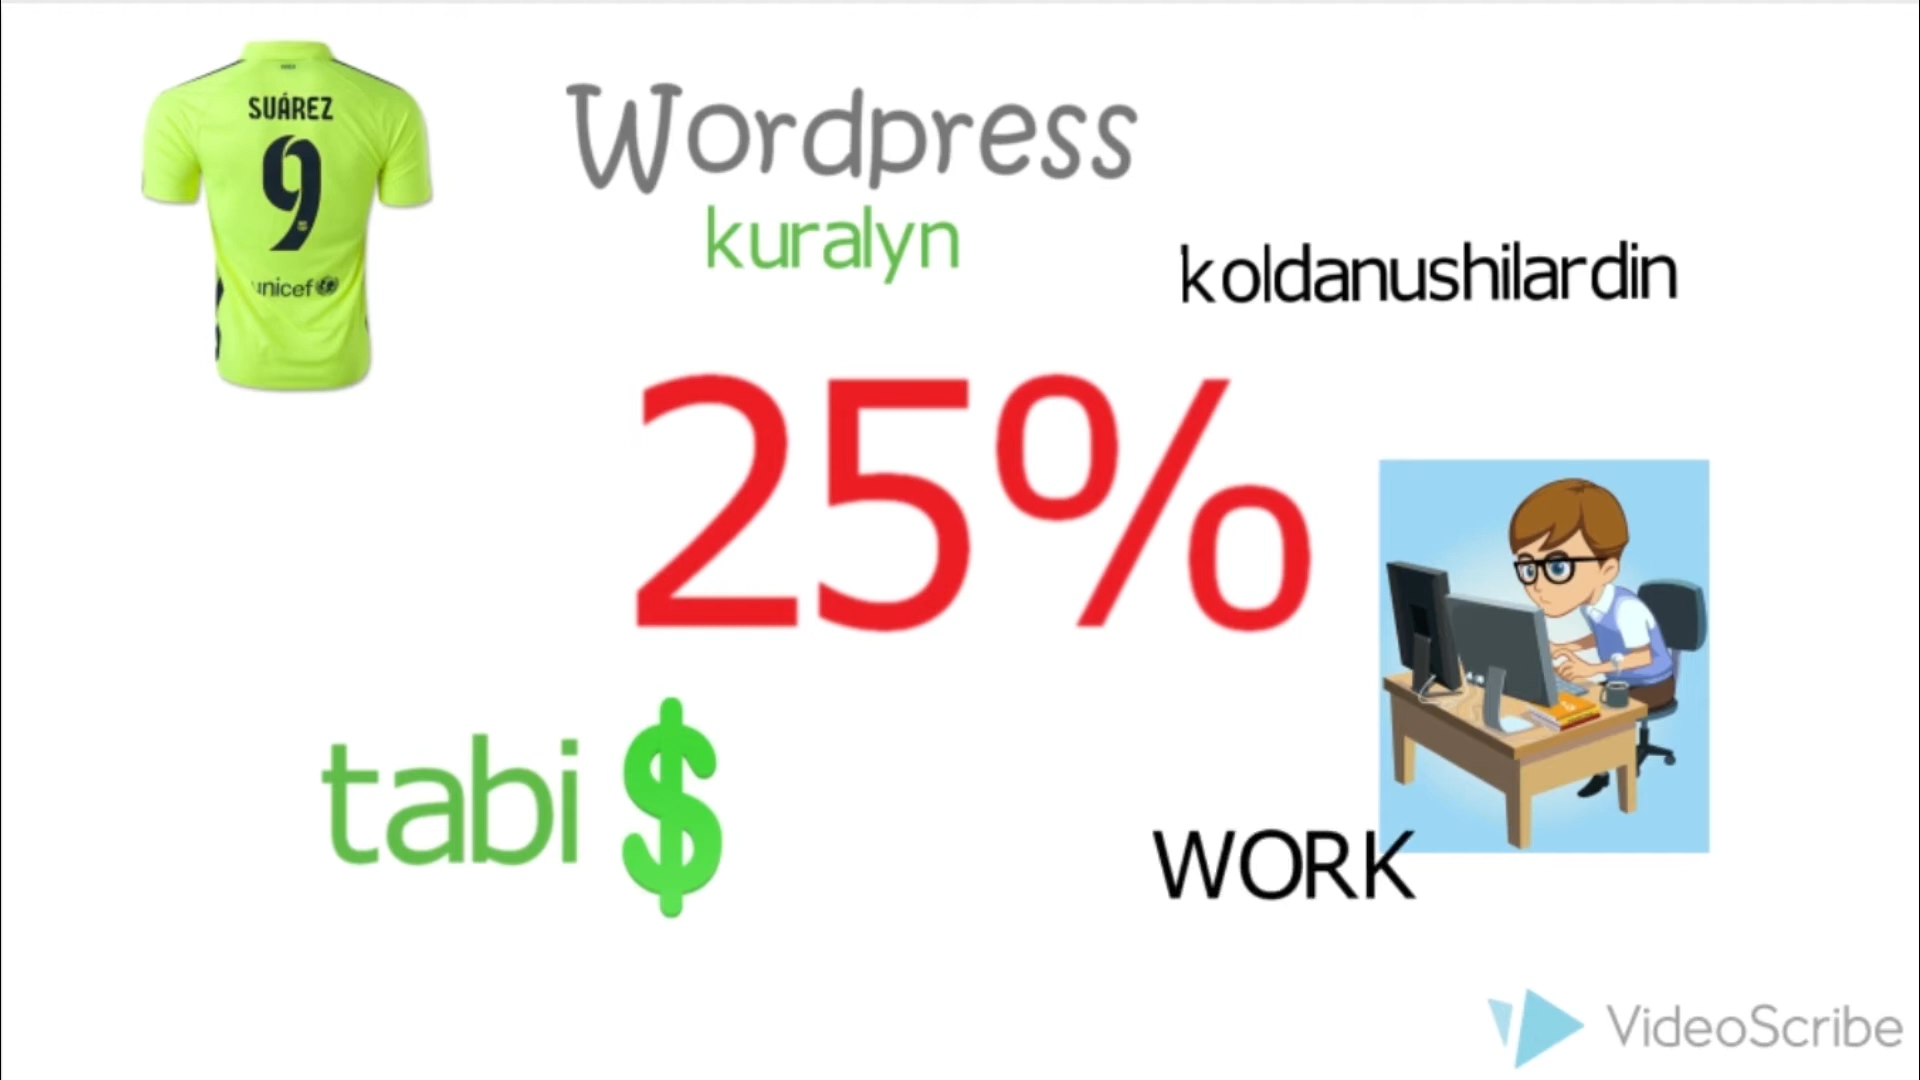 SUÁREZ
9
unicef
Wordpress
kuralyn
koldanushilardin
25%
tabi $
WORK
VideoScribe